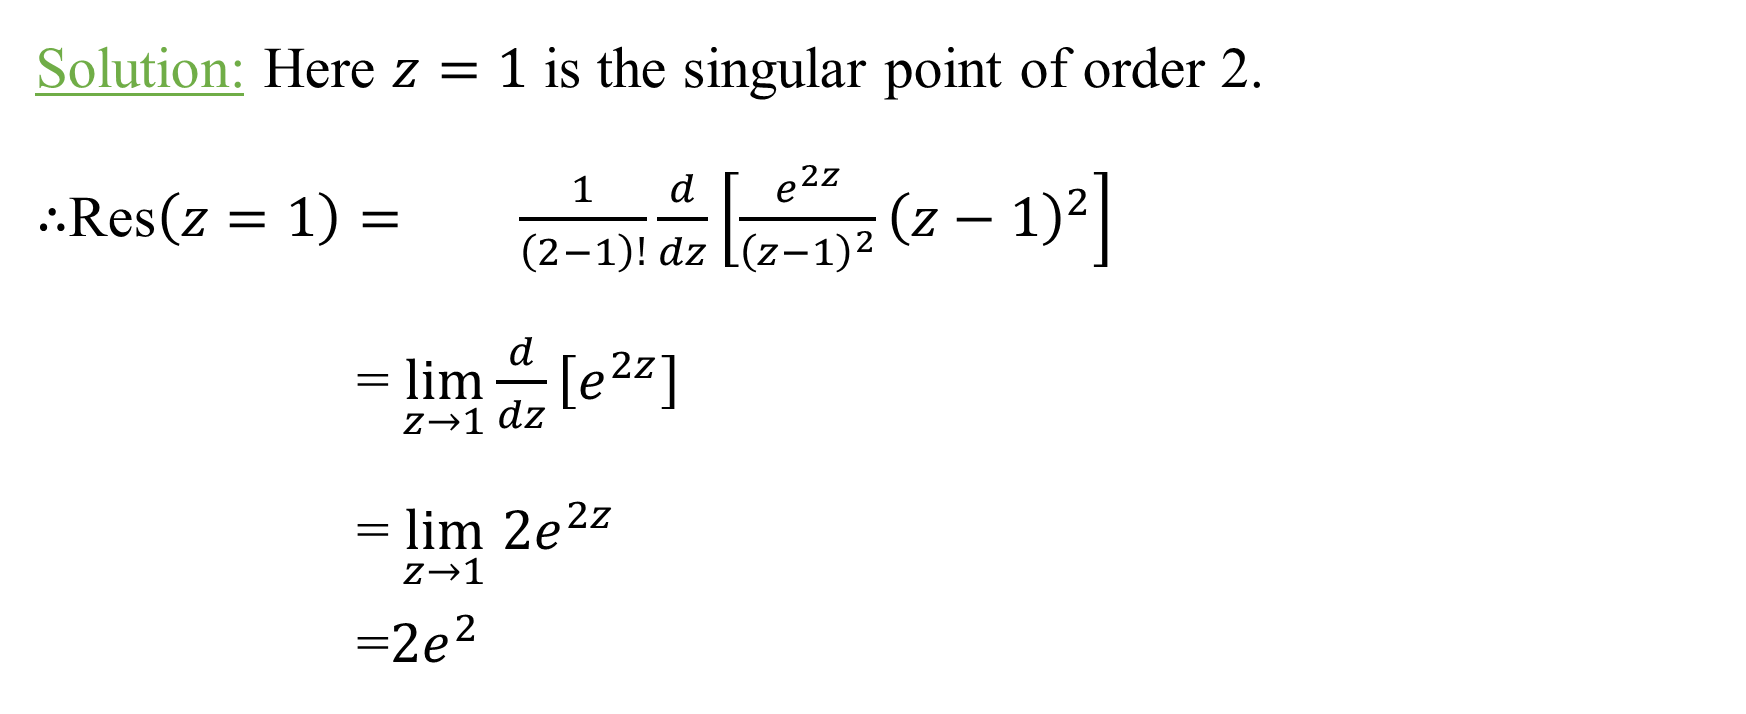 Solution: Here z = 1 is the singular point of order 2.
∴Res(z = 1) = 1/(2−1)! d/dz [e^{2z}/(z−1)^2 (z − 1)^2]
= lim_{z→1} d/dz [e^{2z}]
= lim_{z→1} 2e^{2z}
=2e^2